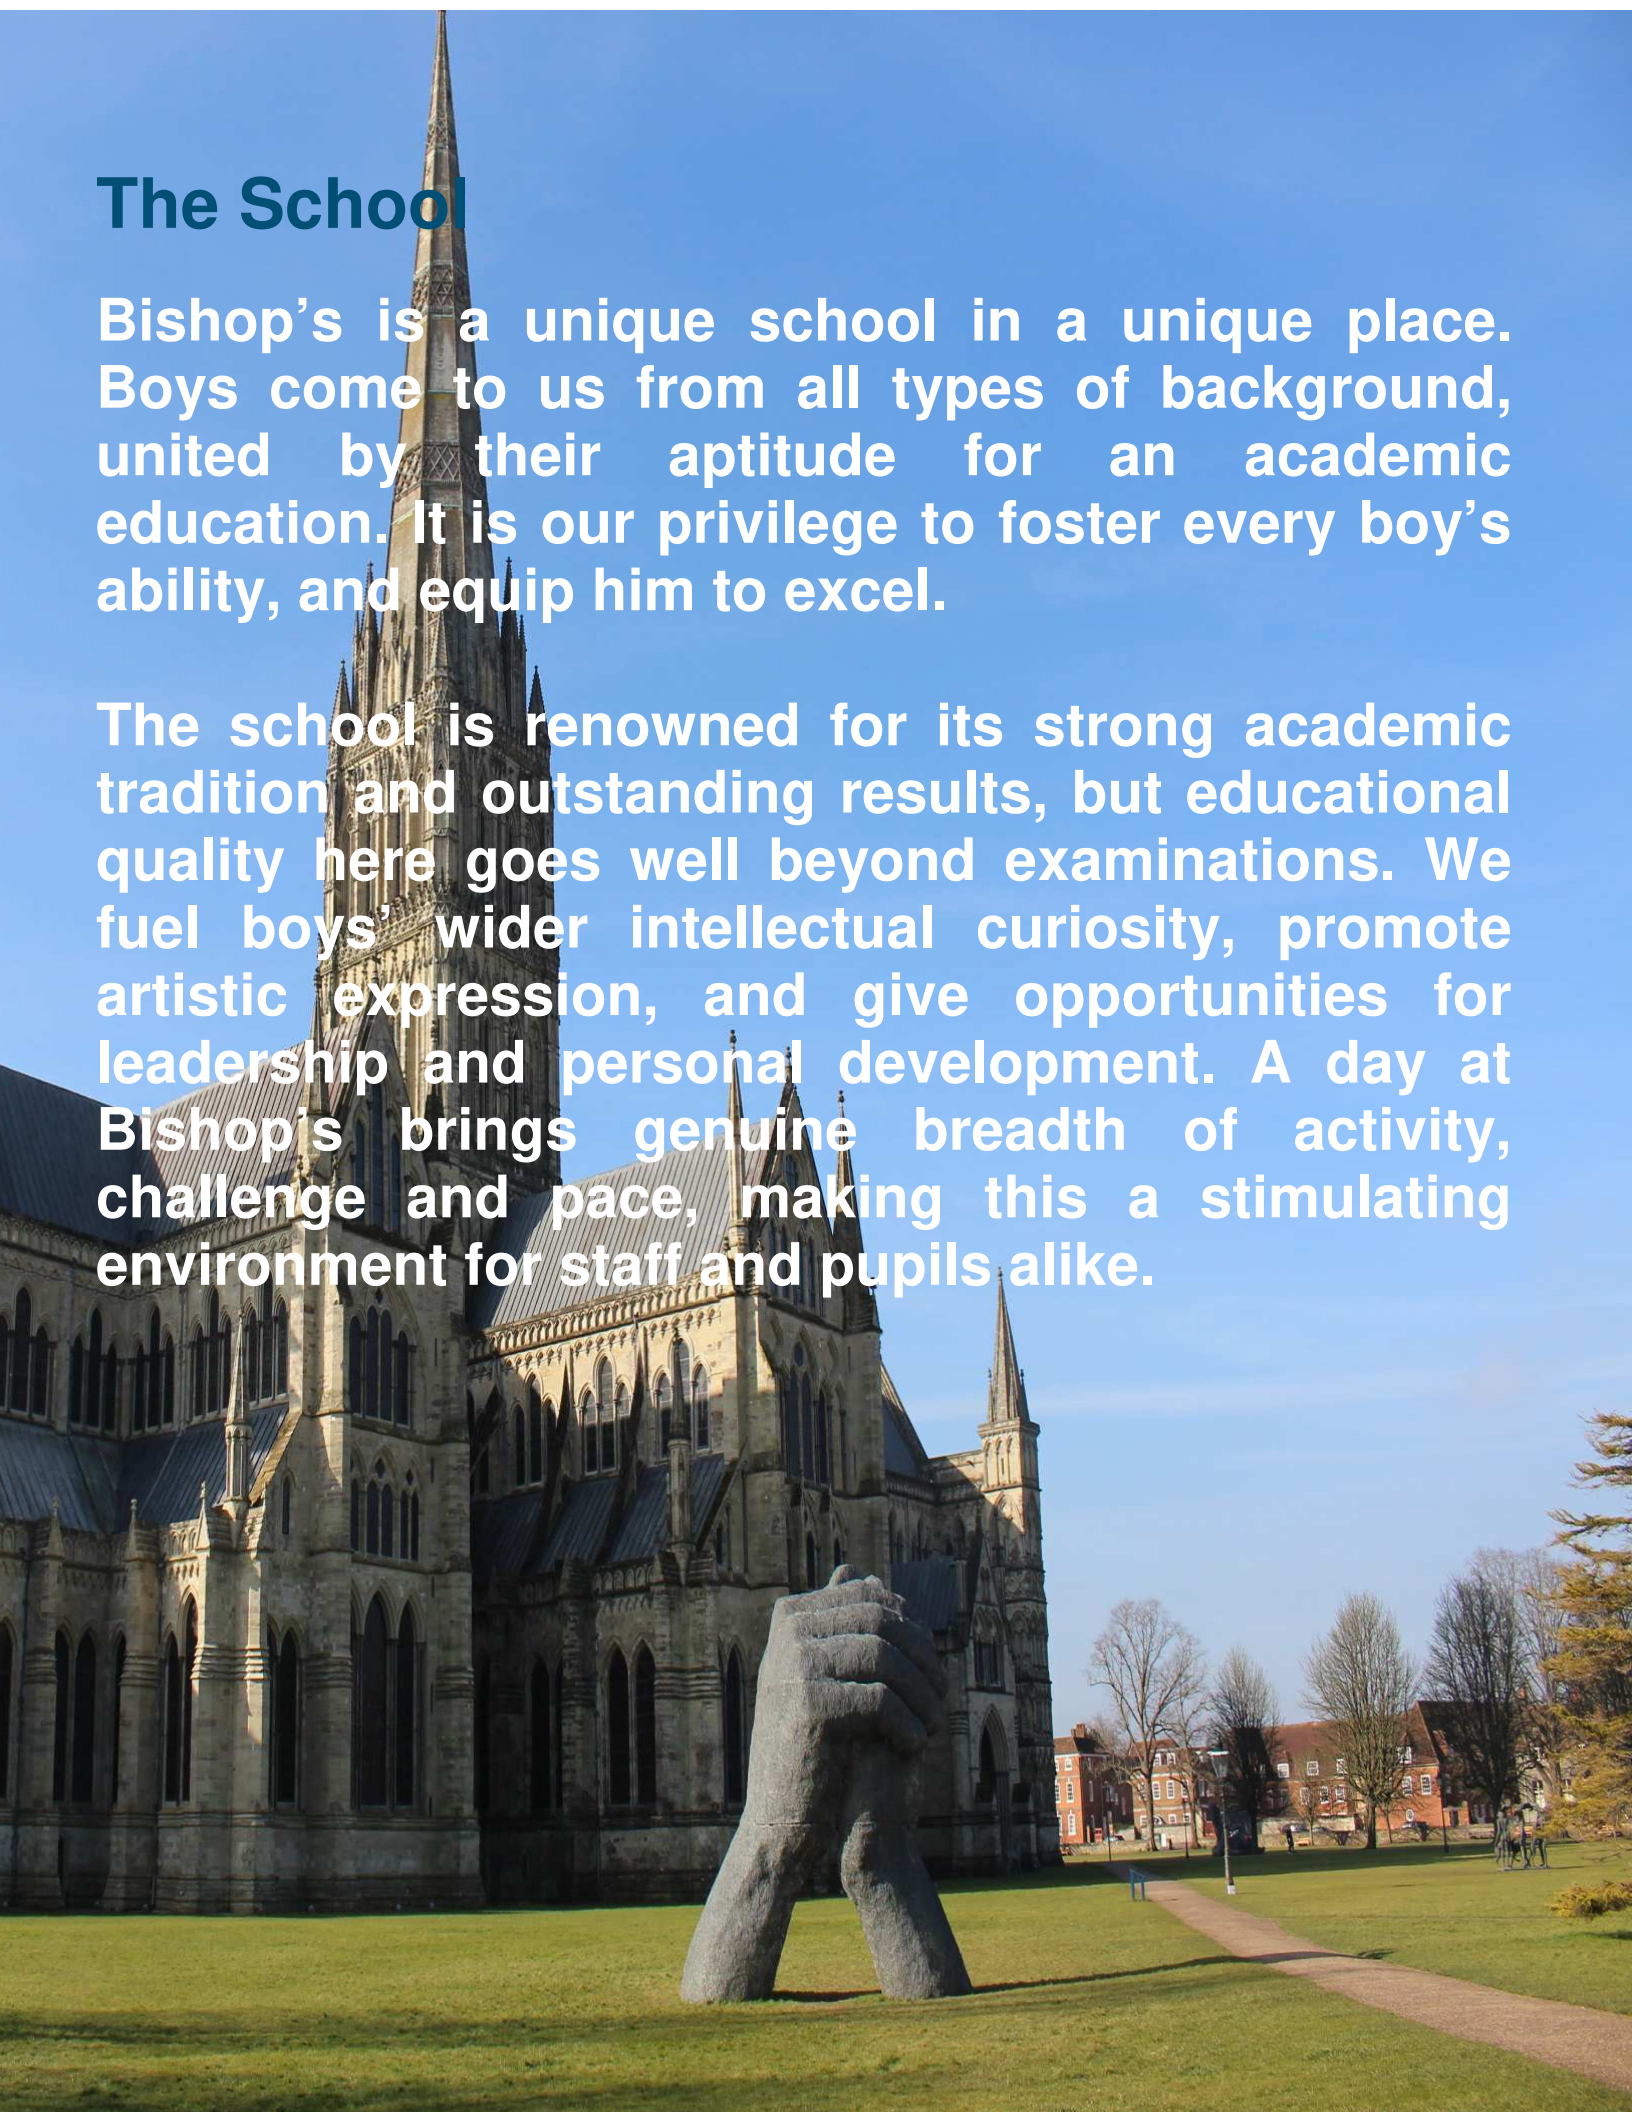 The School
Bishop’s is a unique school in a unique place.
Boys come to us from all types of background,
united by their aptitude for an academic
education. It is our privilege to foster every boy’s
ability, and equip him to excel.
The school is renowned for its strong academic
tradition and outstanding results, but educational
quality here goes well beyond examinations. We
fuel boys’ wider intellectual curiosity, promote
artistic expression, and give opportunities for
leadership and personal development. A day at
Bishop’s brings genuine breadth of activity,
challenge and pace, making this a stimulating
environment for staff and pupils alike.